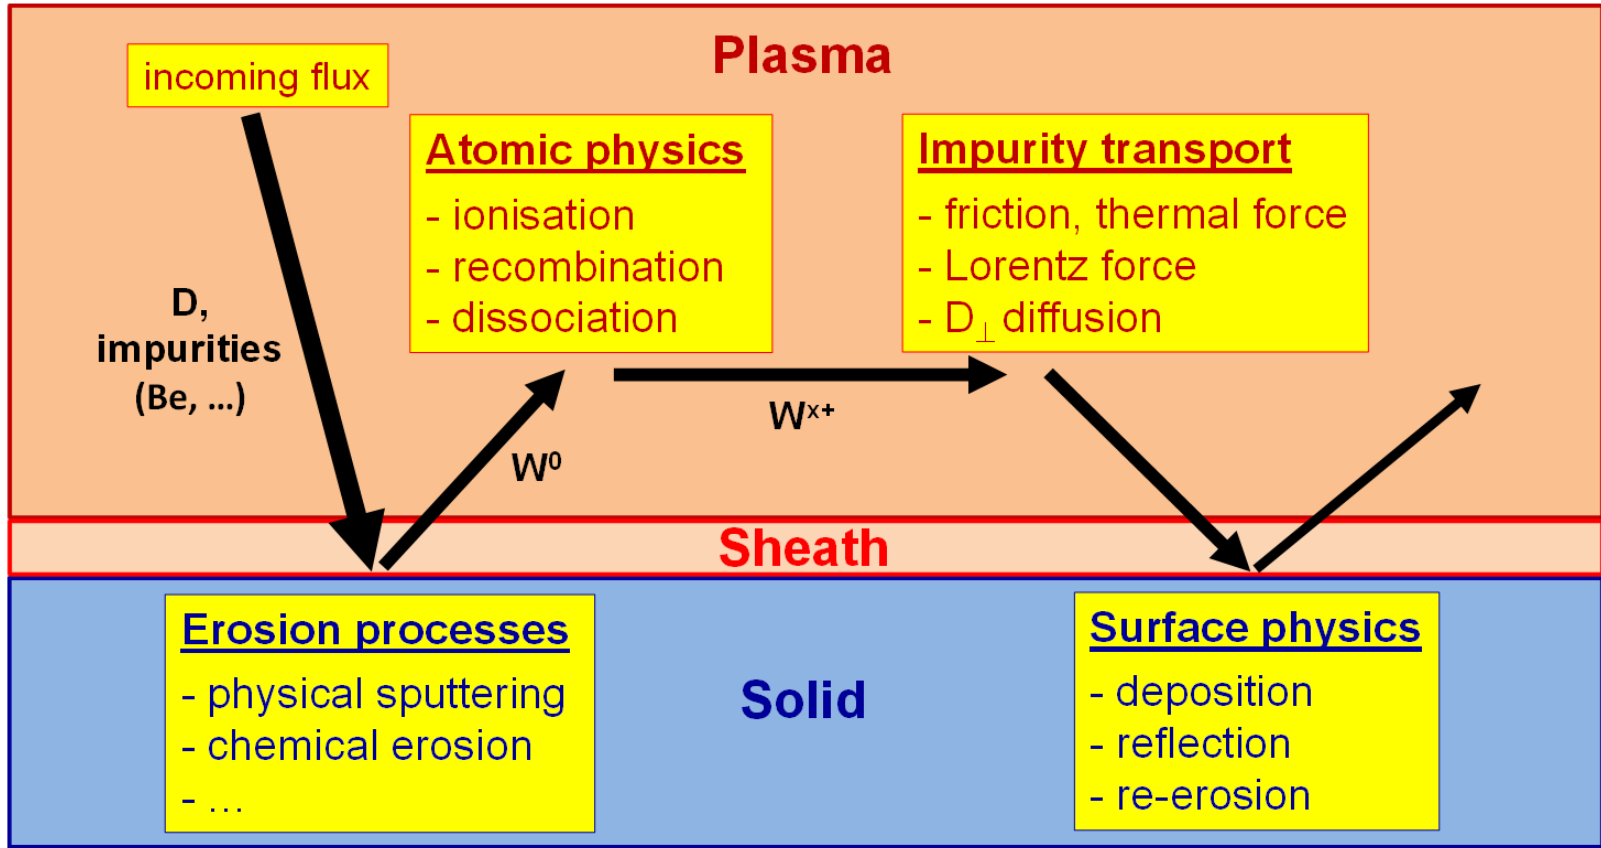 Plasma
incoming flux
Atomic physics
- ionisation
- recombination
- dissociation
Impurity transport
- friction, thermal force
- Lorentz force
- D⊥ diffusion
D,
impurities
(Be, ...)
W⁰
Wˣ⁺
Sheath
Erosion processes
- physical sputtering
- chemical erosion
- ...
Solid
Surface physics
- deposition
- reflection
- re-erosion